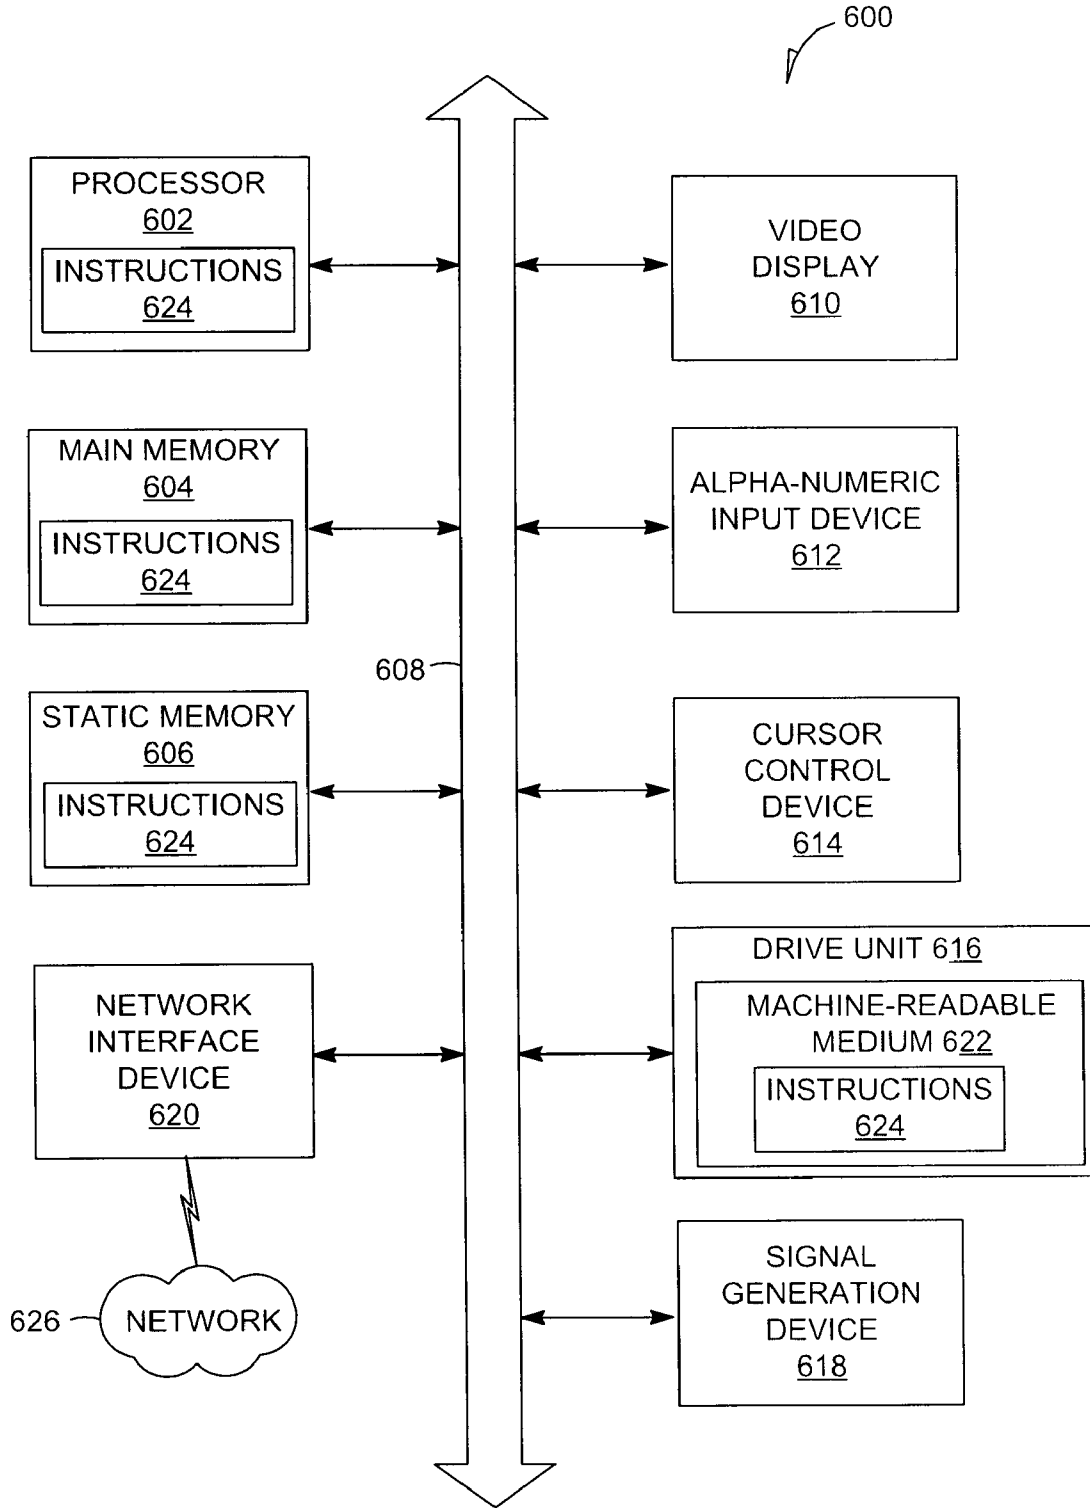 600
PROCESSOR
602
INSTRUCTIONS
624
VIDEO
DISPLAY
610
MAIN MEMORY
604
INSTRUCTIONS
624
ALPHA-NUMERIC
INPUT DEVICE
612
608
STATIC MEMORY
606
INSTRUCTIONS
624
CURSOR
CONTROL
DEVICE
614
NETWORK
INTERFACE
DEVICE
620
DRIVE UNIT 616
MACHINE-READABLE
MEDIUM 622
INSTRUCTIONS
624
626
NETWORK
SIGNAL
GENERATION
DEVICE
618